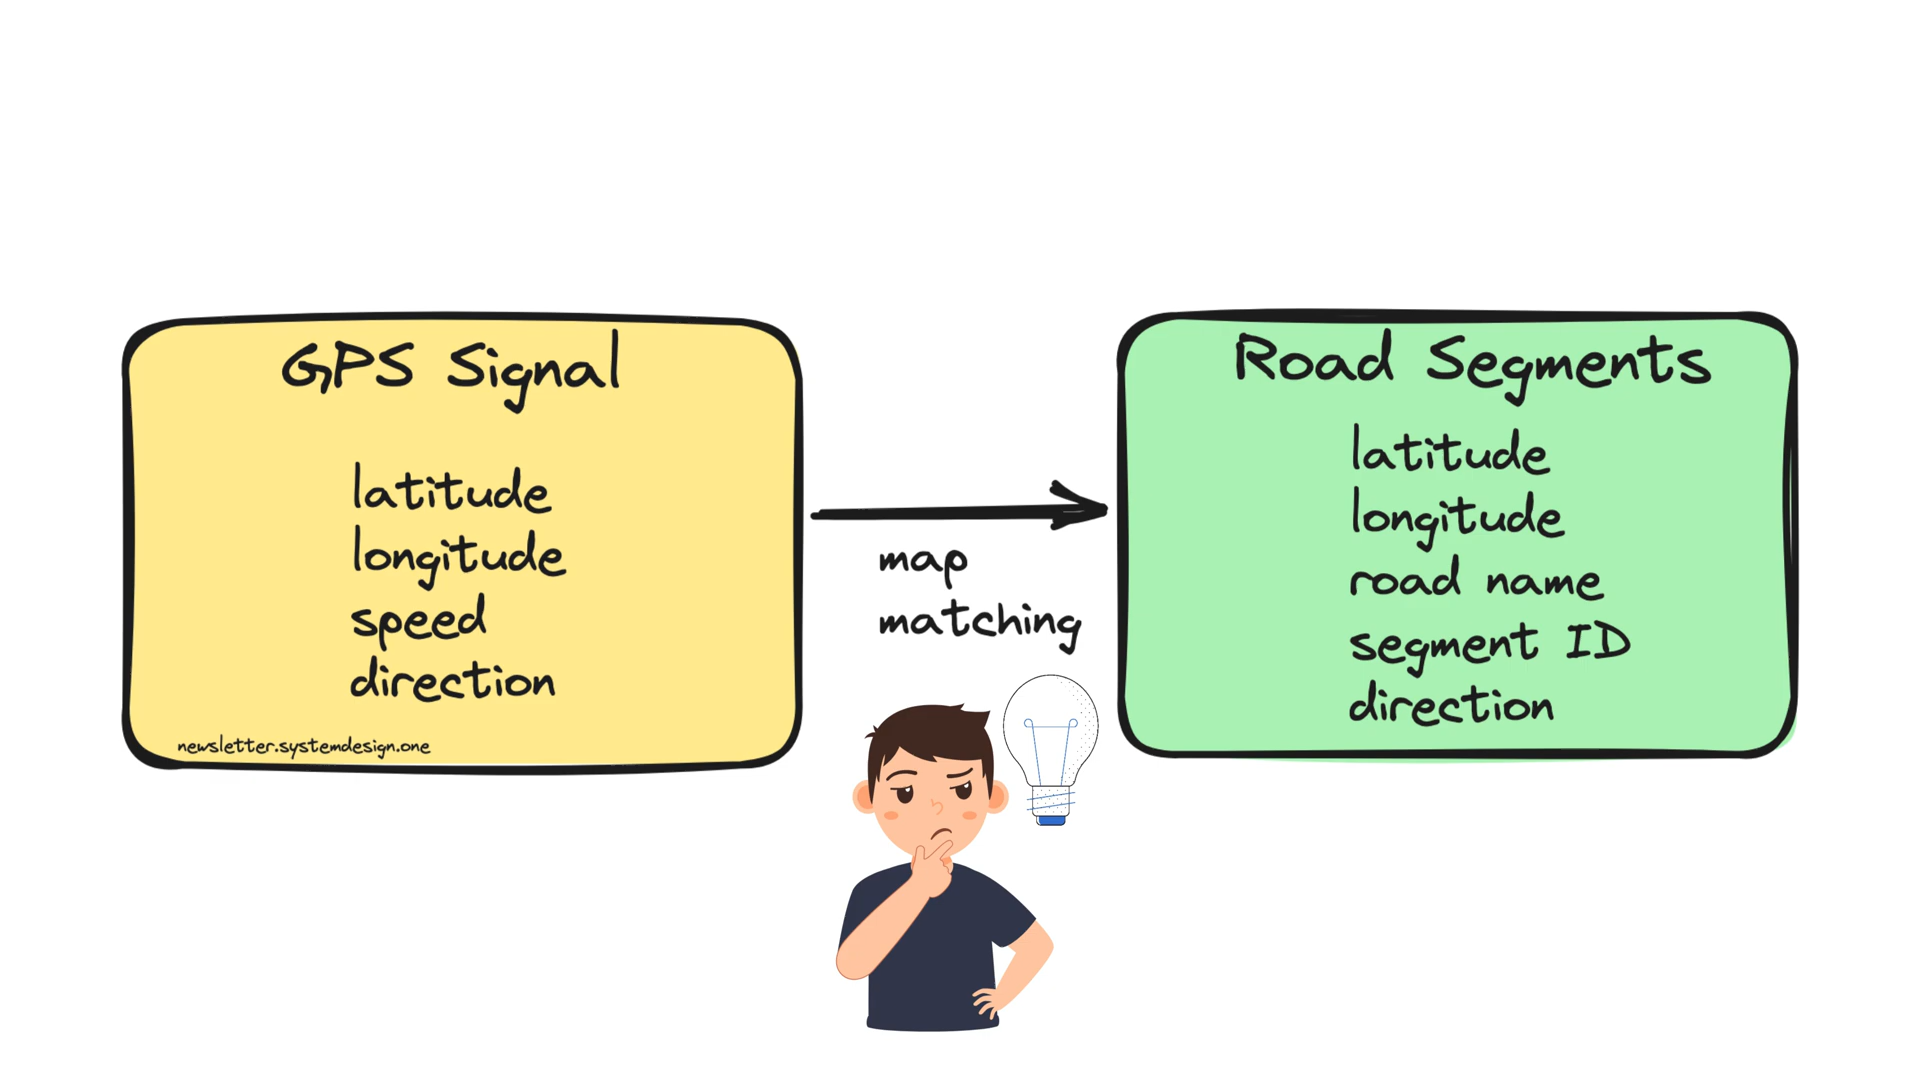 GPS Signal
latitude
longitude
speed
direction
newsletter.systemdesign.one
map
matching
Road Segments
latitude
longitude
road name
segment ID
direction